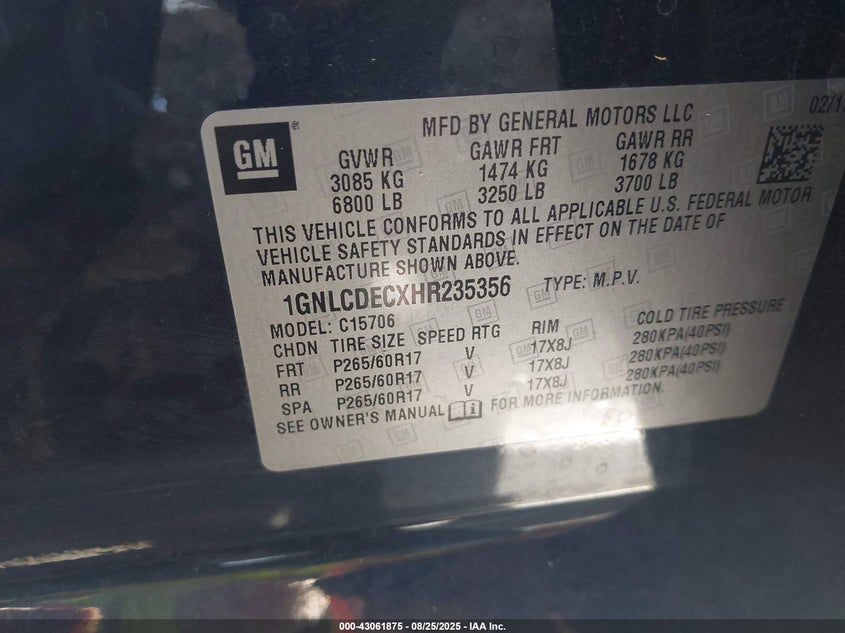 MFD BY GENERAL MOTORS LLC 02/1
GM®
GVWR GAWR FRT GAWR RR
3085 KG 1474 KG 1678 KG
6800 LB 3250 LB 3700 LB
THIS VEHICLE CONFORMS TO ALL APPLICABLE U.S. FEDERAL MOTOR
VEHICLE SAFETY STANDARDS IN EFFECT ON THE DATE OF
MANUFACTURE SHOWN ABOVE.
1GNLCDECXHR235356 TYPE: M.P.V.
MODEL: C15706
CHDN TIRE SIZE SPEED RTG RIM COLD TIRE PRESSURE
FRT P265/60R17 V 17X8J 280KPA(40PSI)
RR P265/60R17 V 17X8J 280KPA(40PSI)
SPA P265/60R17 V 17X8J 280KPA(40PSI)
SEE OWNER'S MANUAL FOR MORE INFORMATION.
000-43061875 - 08/25/2025 - IAA Inc.